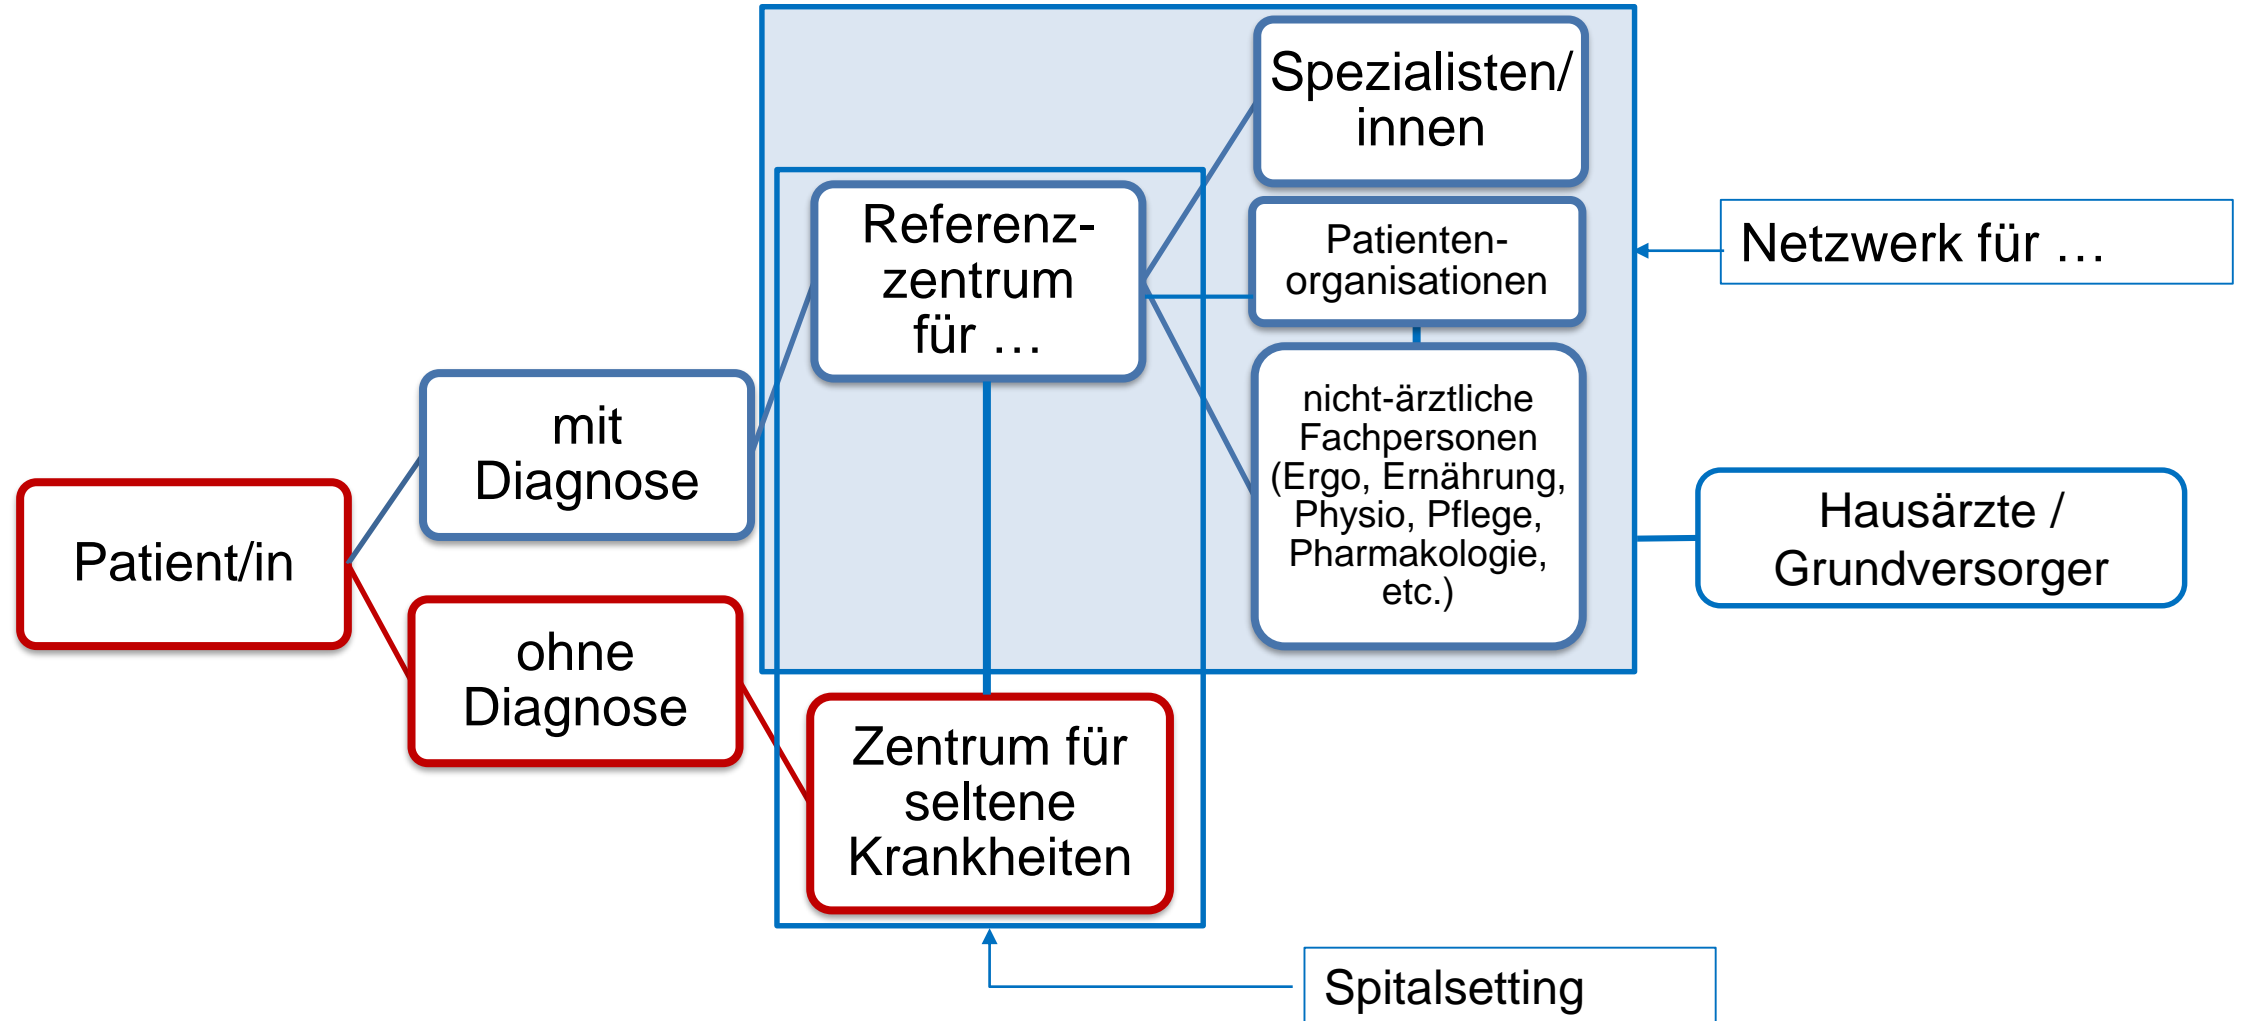 Patient/in
mit
Diagnose
ohne
Diagnose
Referenz-
zentrum
für …
Zentrum für
seltene
Krankheiten
Spezialisten/
innen
Patienten-
organisationen
nicht-ärztliche
Fachpersonen
(Ergo, Ernährung,
Physio, Pflege,
Pharmakologie,
etc.)
Netzwerk für …
Hausärzte /
Grundversorger
Spitalsetting